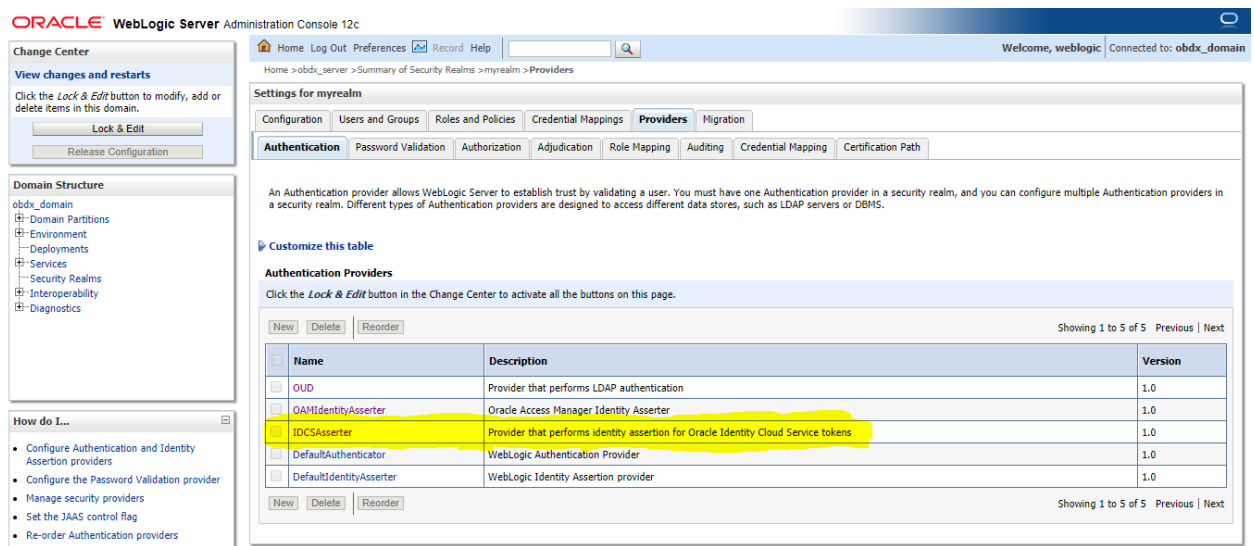 ORACLE WebLogic Server Administration Console 12c
Change Center
View changes and restarts
Click the Lock & Edit button to modify, add or
delete items in this domain.
Lock & Edit
Release Configuration
Domain Structure
obdx_domain
Domain Partitions
Environment
Deployments
Services
Security Realms
Interoperability
Diagnostics
How do I...
Configure Authentication and Identity
Assertion providers
Configure the Password Validation provider
Manage security providers
Set the JAAS control flag
Re-order Authentication providers
Home Log Out Preferences Record Help
Welcome, weblogic Connected to: obdx_domain
Home >obdx_server >Summary of Security Realms >myrealm >Providers
Settings for myrealm
Configuration Users and Groups Roles and Policies Credential Mappings Providers Migration
Authentication Password Validation Authorization Adjudication Role Mapping Auditing Credential Mapping Certification Path
An Authentication provider allows WebLogic Server to establish trust by validating a user. You must have one Authentication provider in a security realm, and you can configure multiple Authentication providers in
a security realm. Different types of Authentication providers are designed to access different data stores, such as LDAP servers or DBMS.
Customize this table
Authentication Providers
Click the Lock & Edit button in the Change Center to activate all the buttons on this page.
New Delete Reorder Showing 1 to 5 of 5 Previous | Next
Name Description Version
OUD Provider that performs LDAP authentication 1.0
OAMIdentityAsserter Oracle Access Manager Identity Asserter 1.0
IDCSAsserter Provider that performs identity assertion for Oracle Identity Cloud Service tokens 1.0
DefaultAuthenticator WebLogic Authentication Provider 1.0
DefaultIdentityAsserter WebLogic Identity Assertion provider 1.0
New Delete Reorder Showing 1 to 5 of 5 Previous | Next